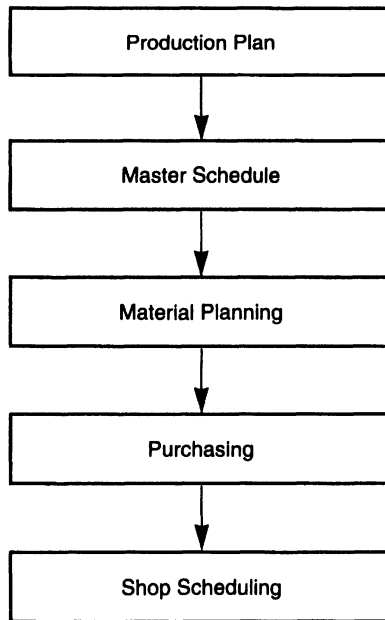 Production Plan
Master Schedule
Material Planning
Purchasing
Shop Scheduling